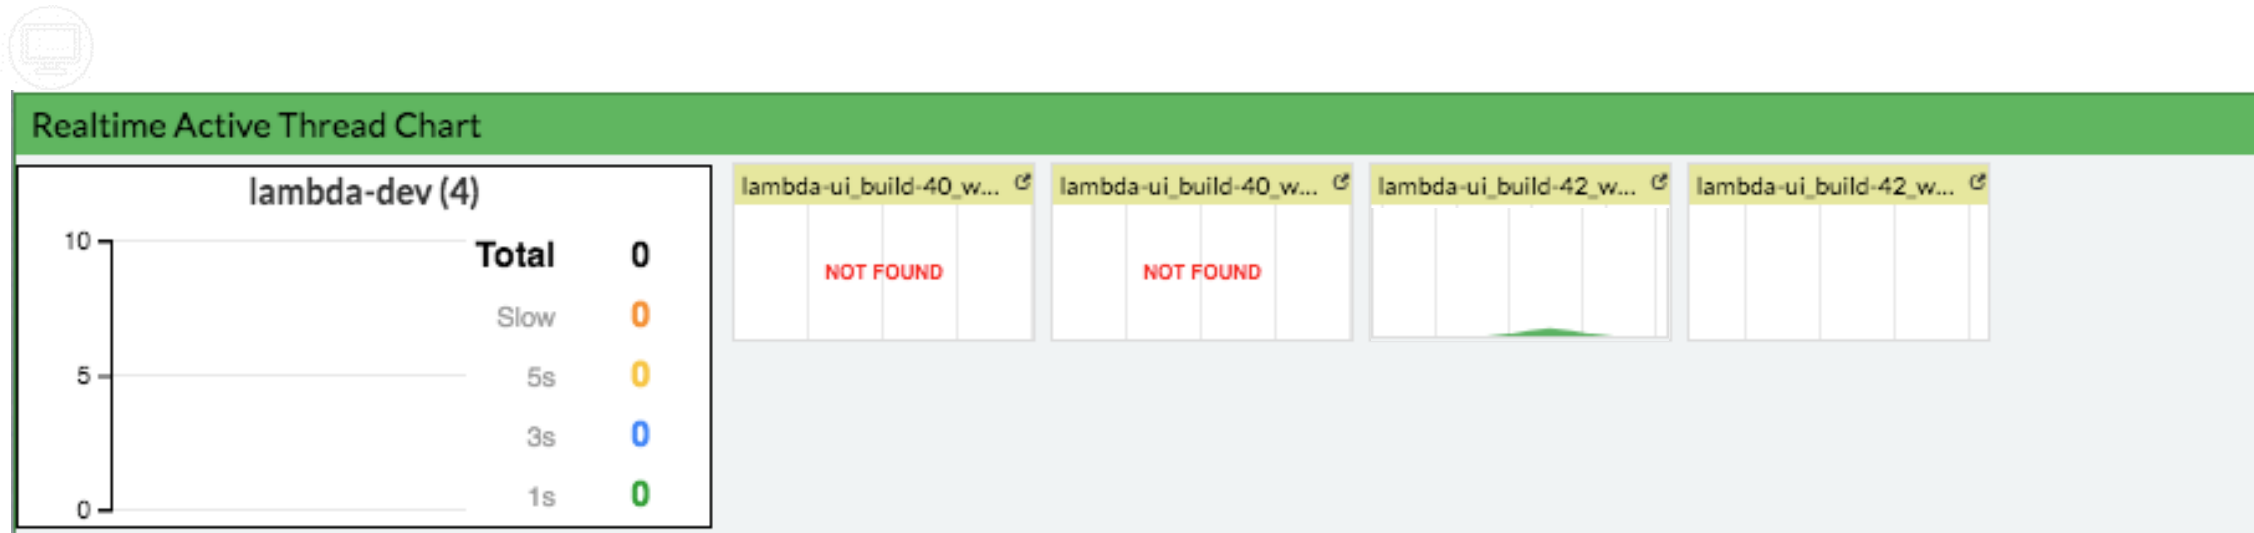 Realtime Active Thread Chart
lambda-dev (4)
10
5
0
Total 0
Slow 0
5s 0
3s 0
1s 0
lambda-ui_build-40_w...
NOT FOUND
lambda-ui_build-40_w...
NOT FOUND
lambda-ui_build-42_w...
lambda-ui_build-42_w...